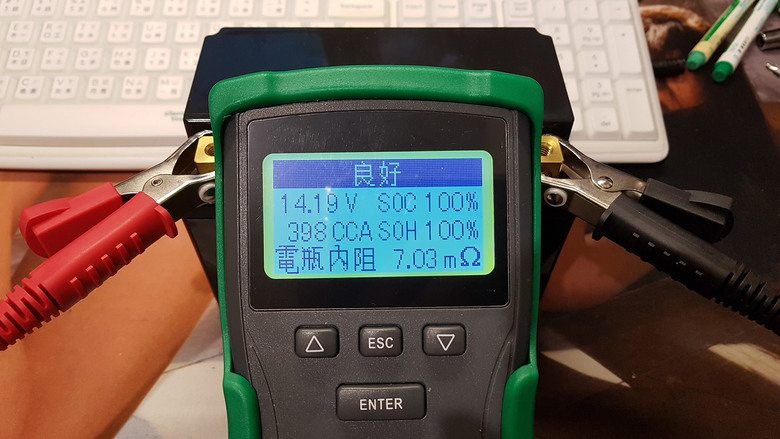 良好
14.19 V SOC 100%
398 CCA SOH 100%
電瓶內阻 7.03 mΩ
△ ESC ▽
ENTER